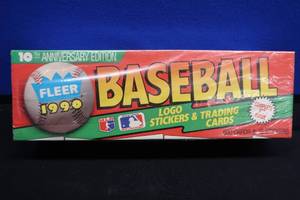 10th ANNIVERSARY EDITION
FLEER
1990
BASEBALL
LOGO
STICKERS & TRADING
CARDS